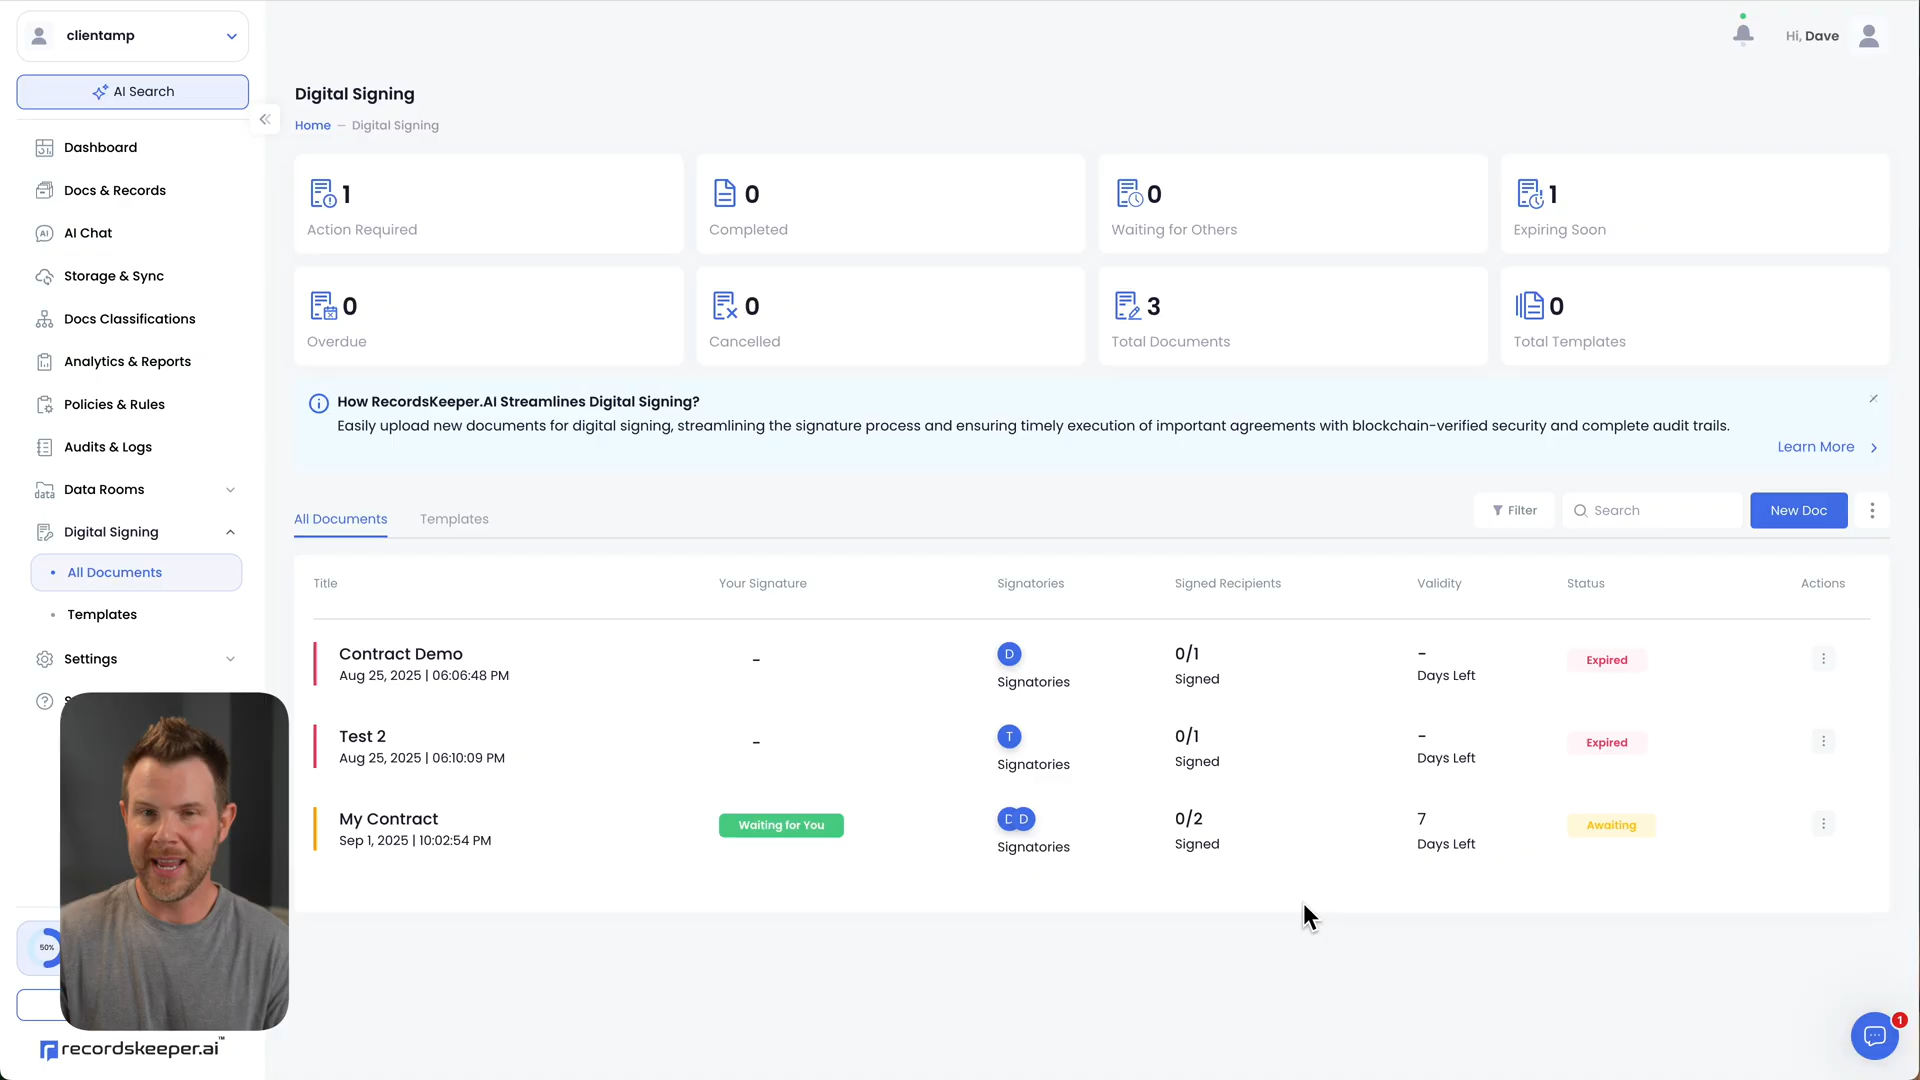 clientamp
AI Search
Dashboard
Docs & Records
AI Chat
Storage & Sync
Docs Classifications
Analytics & Reports
Policies & Rules
Audits & Logs
Data Rooms
Digital Signing
All Documents
Templates
Settings
50%
recordskeeper.ai™
Hi, Dave
Digital Signing
Home – Digital Signing
1
Action Required
0
Completed
0
Waiting for Others
1
Expiring Soon
0
Overdue
0
Cancelled
3
Total Documents
0
Total Templates
How RecordsKeeper.AI Streamlines Digital Signing?
Easily upload new documents for digital signing, streamlining the signature process and ensuring timely execution of important agreements with blockchain-verified security and complete audit trails.
Learn More
All Documents Templates
Filter Search New Doc
Title Your Signature Signatories Signed Recipients Validity Status Actions
Contract Demo - D 0/1 - Expired
Aug 25, 2025 | 06:06:48 PM Signatories Signed Days Left
Test 2 - T 0/1 - Expired
Aug 25, 2025 | 06:10:09 PM Signatories Signed Days Left
My Contract Waiting for You D D 0/2 7 Awaiting
Sep 1, 2025 | 10:02:54 PM Signatories Signed Days Left
1